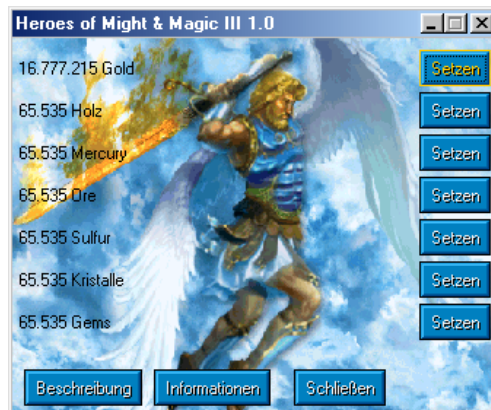 Heroes of Might & Magic III 1.0
16.777.215 Gold Setzen
65.535 Holz Setzen
65.535 Mercury Setzen
65.535 Ore Setzen
65.535 Sulfur Setzen
65.535 Kristalle Setzen
65.535 Gems Setzen
Beschreibung Informationen Schließen